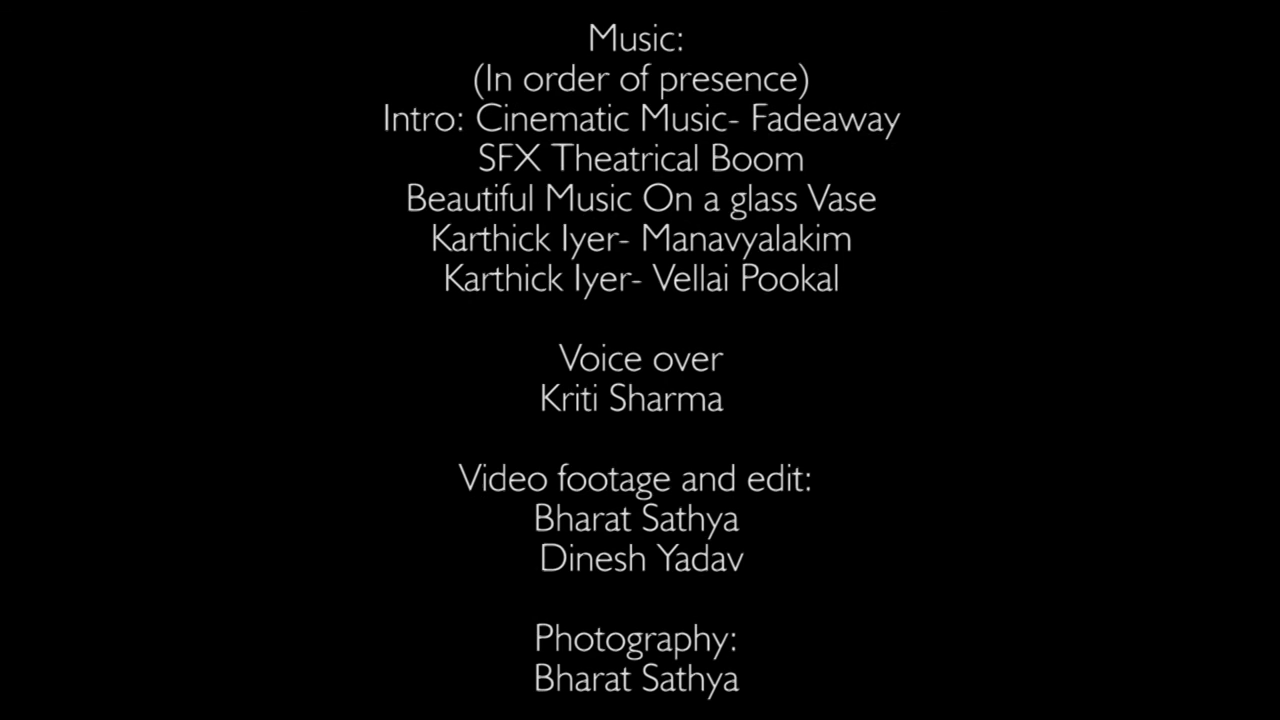 Music:
(In order of presence)
Intro: Cinematic Music- Fadeaway
SFX Theatrical Boom
Beautiful Music On a glass Vase
Karthick Iyer- Manavyalakim
Karthick Iyer- Vellai Pookal
Voice over
Kriti Sharma
Video footage and edit:
Bharat Sathya
Dinesh Yadav
Photography:
Bharat Sathya